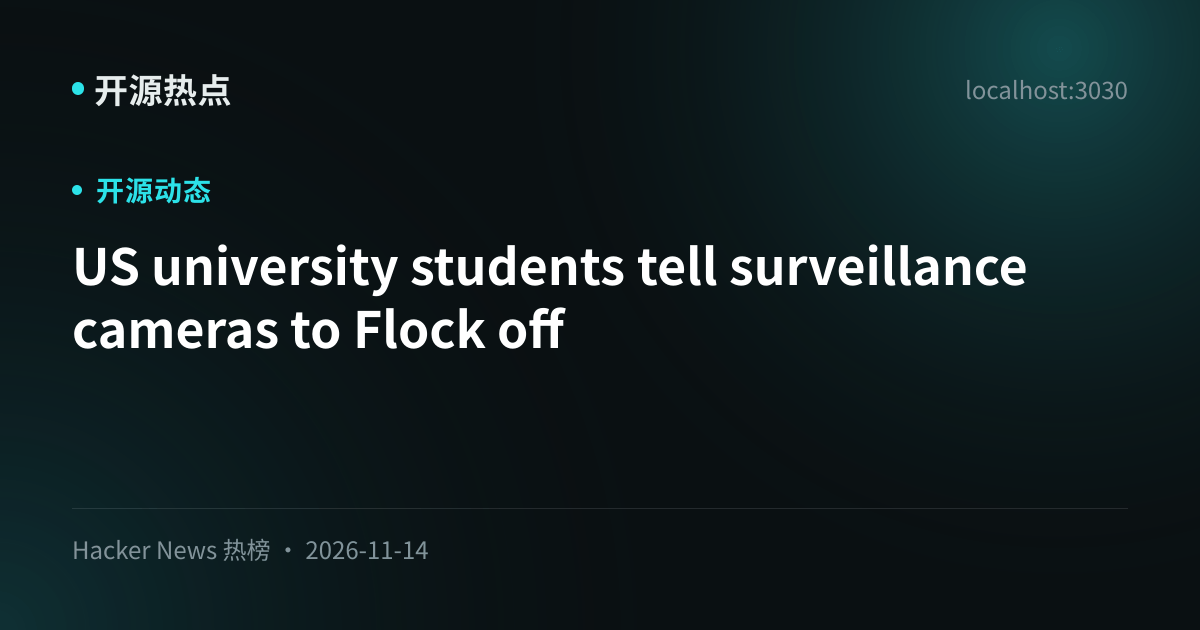 开源热点
localhost:3030
开源动态
US university students tell surveillance
cameras to Flock off
Hacker News 热榜 · 2026-11-14